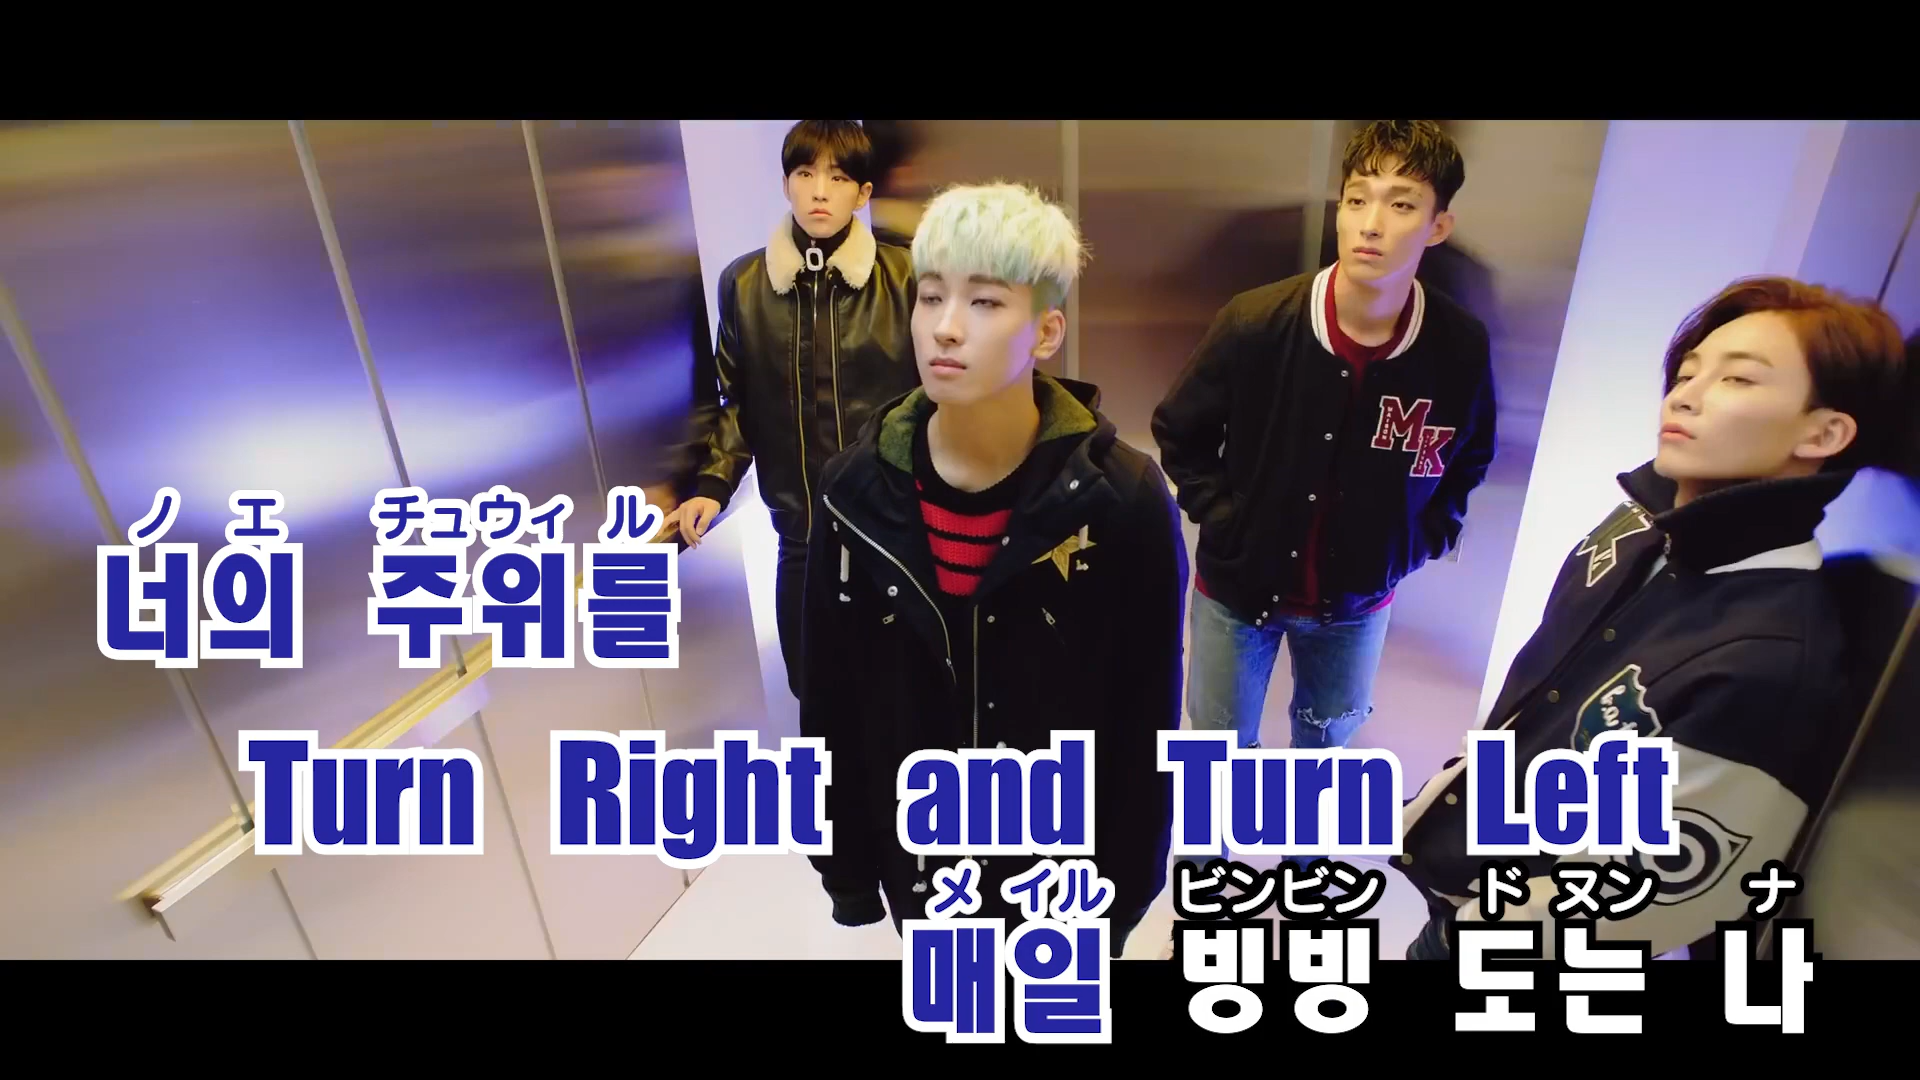 ノ エ チュウィ ル
너의 주위를
Turn Right and Turn Left
メ イル ビンビン ド ヌン ナ
매일 빙빙 도는 나
MK